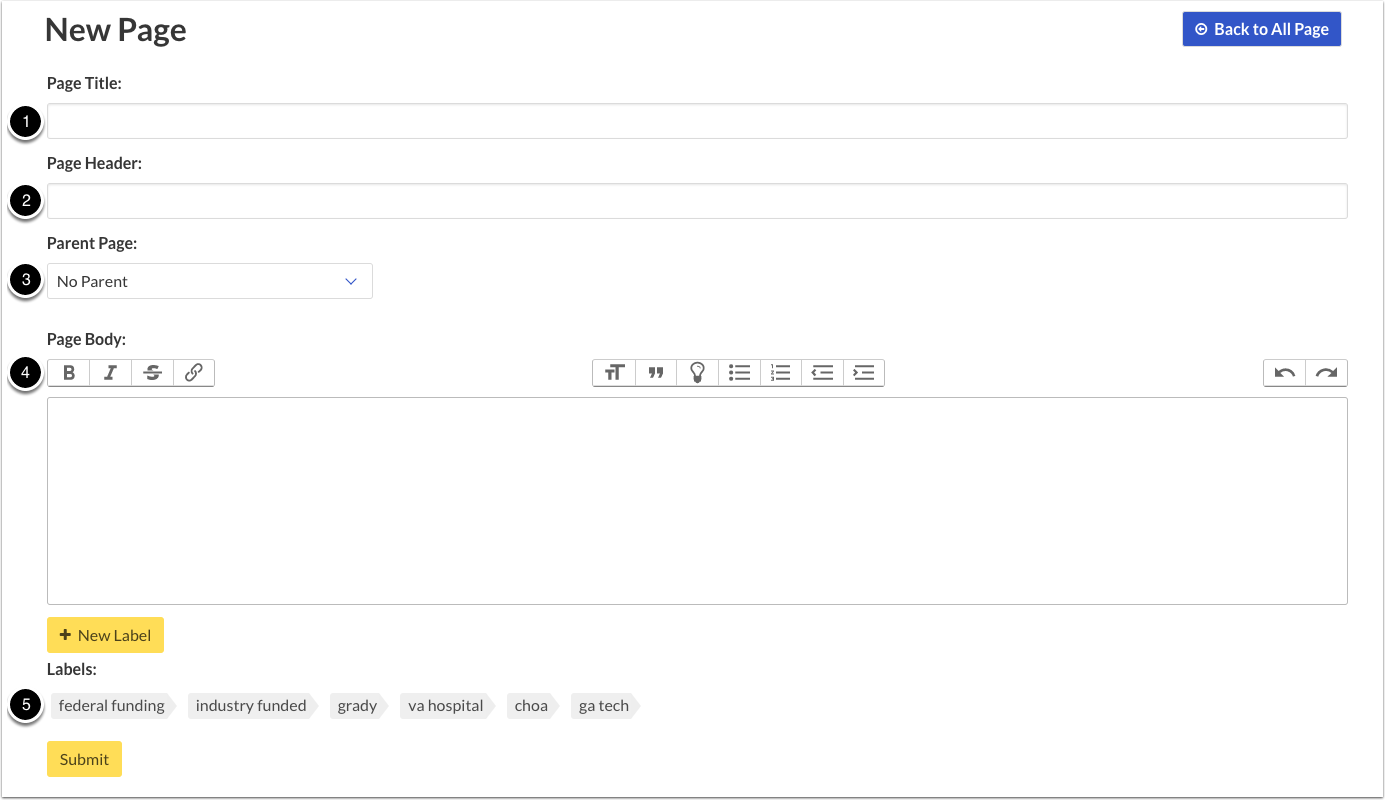 New Page
Back to All Page
Page Title:
1
Page Header:
2
Parent Page:
3 No Parent
Page Body:
4
+ New Label
Labels:
5 federal funding industry funded grady va hospital choa ga tech
Submit